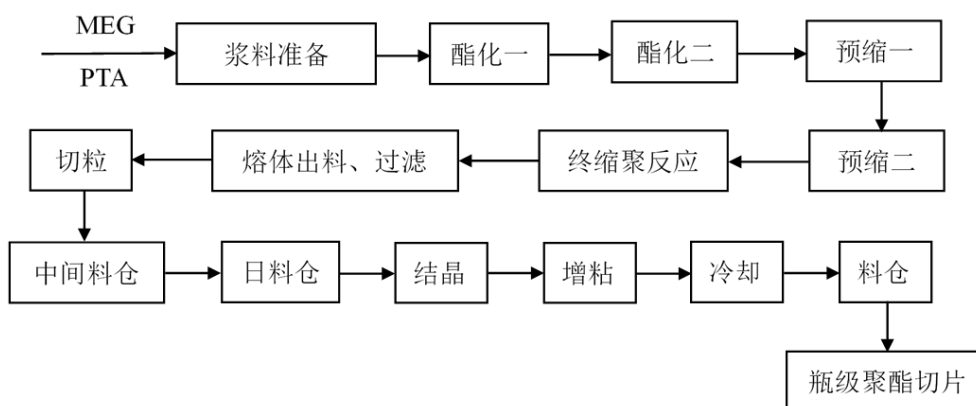 MEG
PTA
浆料准备
酯化一
酯化二
预缩一
预缩二
终缩聚反应
熔体出料、过滤
切粒
中间料仓
日料仓
结晶
增粘
冷却
料仓
瓶级聚酯切片